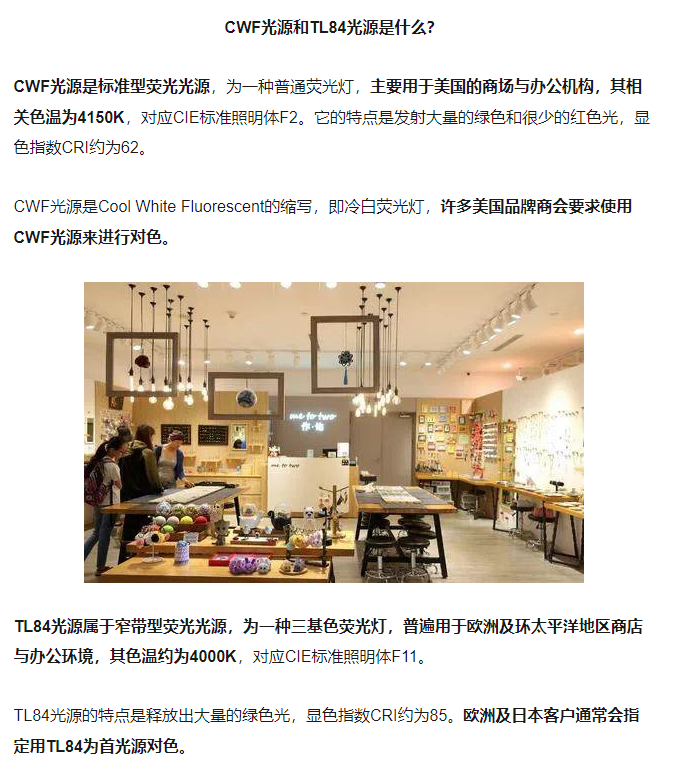 CWF光源和TL84光源是什么？
CWF光源是标准型荧光光源，为一种普通荧光灯，主要用于美国的商场与办公机构，其相
关色温为4150K，对应CIE标准照明体F2。它的特点是发射大量的绿色和很少的红色光，显
色指数CRI约为62。
CWF光源是Cool White Fluorescent的缩写，即冷白荧光灯，许多美国品牌商会要求使用
CWF光源来进行对色。
me to two
作·伴
me to two
TL84光源属于窄带型荧光光源，为一种三基色荧光灯，普遍用于欧洲及环太平洋地区商店
与办公环境，其色温约为4000K，对应CIE标准照明体F11。
TL84光源的特点是释放出大量的绿色光，显色指数CRI约为85。欧洲及日本客户通常会指
定用TL84为首光源对色。